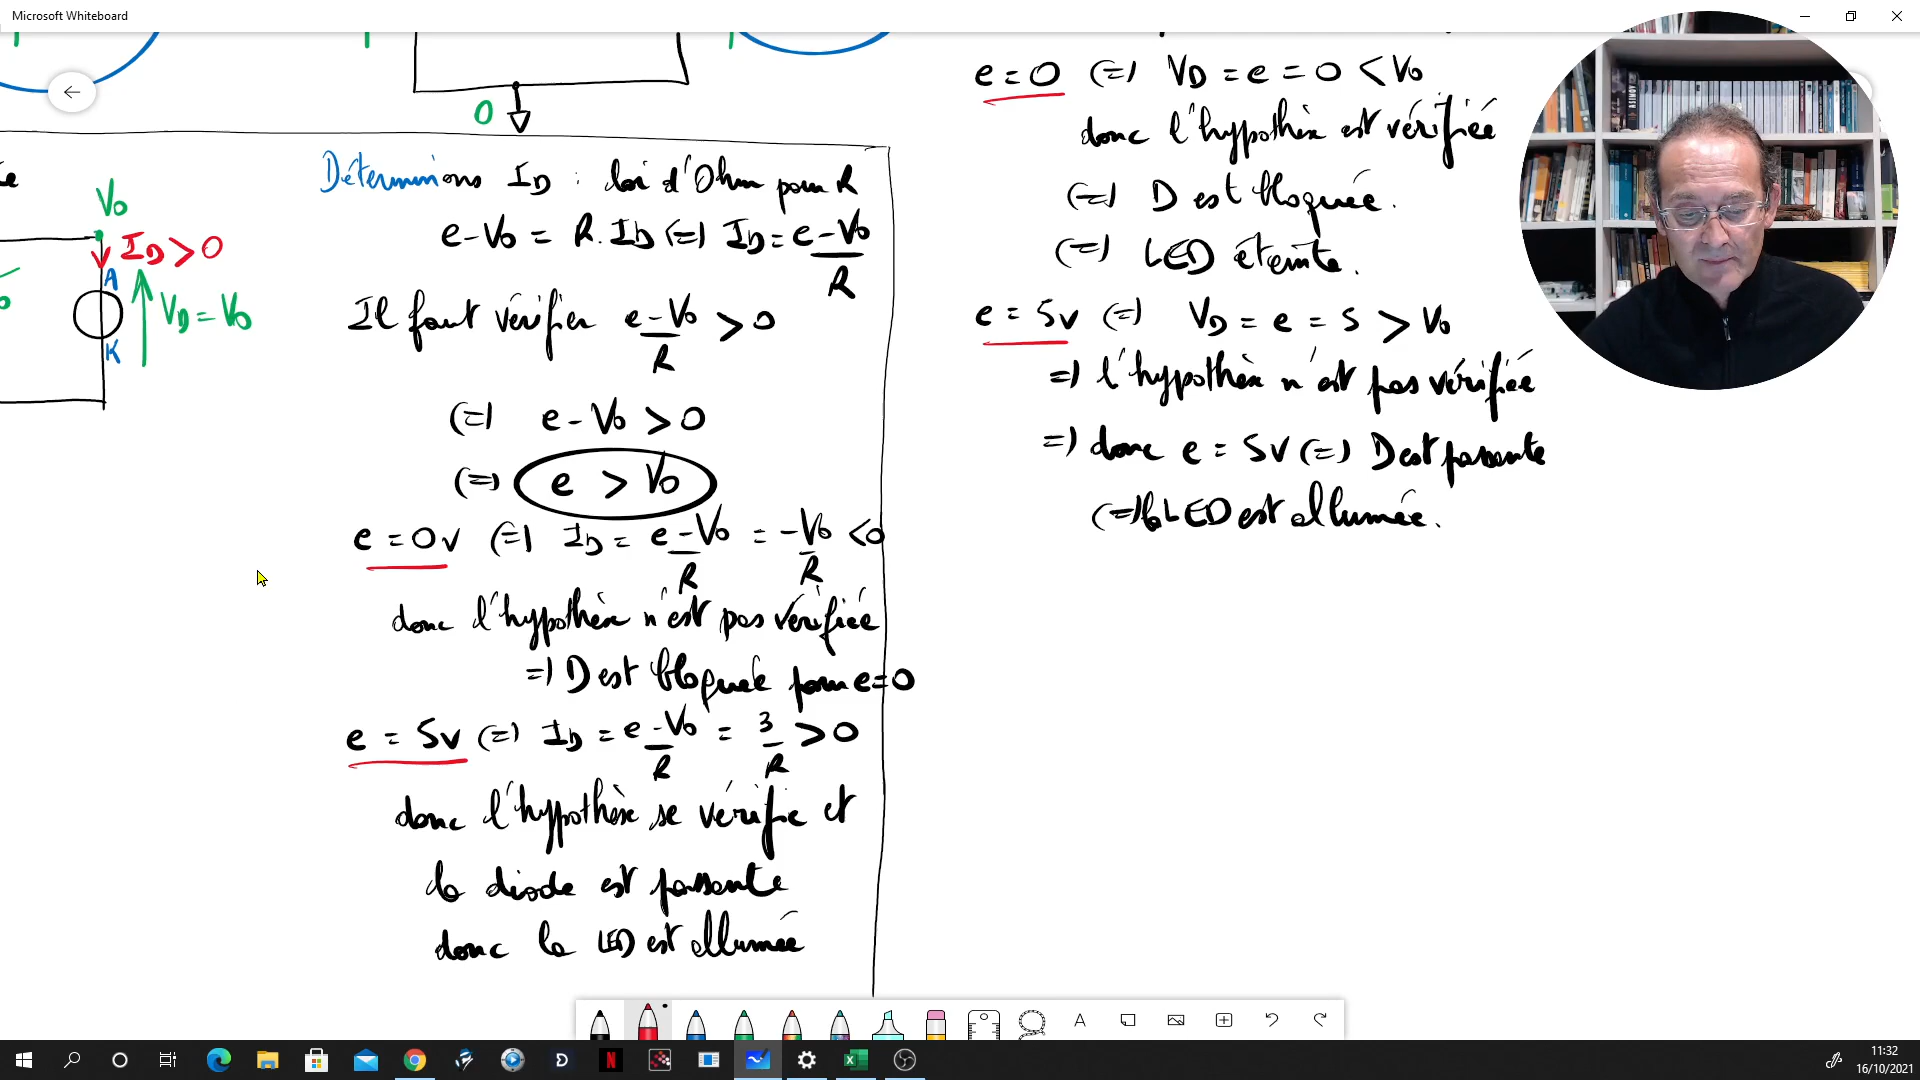 Microsoft Whiteboard
0
V0
ID > 0
A
VD = V0
K
Déterminons ID : loi d'Ohm pour R
e - V0 = R.ID (=) ID = e - V0 / R
Il faut vérifier e - V0 / R > 0
(=) e - V0 > 0
(=) e > V0
e = 0v (=) ID = e - V0 / R = - V0 / R < 0
donc l'hypothèse n'est pas vérifiée
=) D est bloquée pour e = 0
e = 5v (=) ID = e - V0 / R = 3 / R > 0
donc l'hypothèse se vérifie et
la diode est passante
donc la LED est allumée
e = 0 (=) VD = e = 0 < V0
donc l'hypothèse est vérifiée
(=) D est bloquée.
(=) LED éteinte.
e = 5v (=) VD = e = 5 > V0
=) l'hypothèse n'est pas vérifiée
=) donc e = 5v (=) D est passante
(=) la LED est allumée.
11:32
16/10/2021